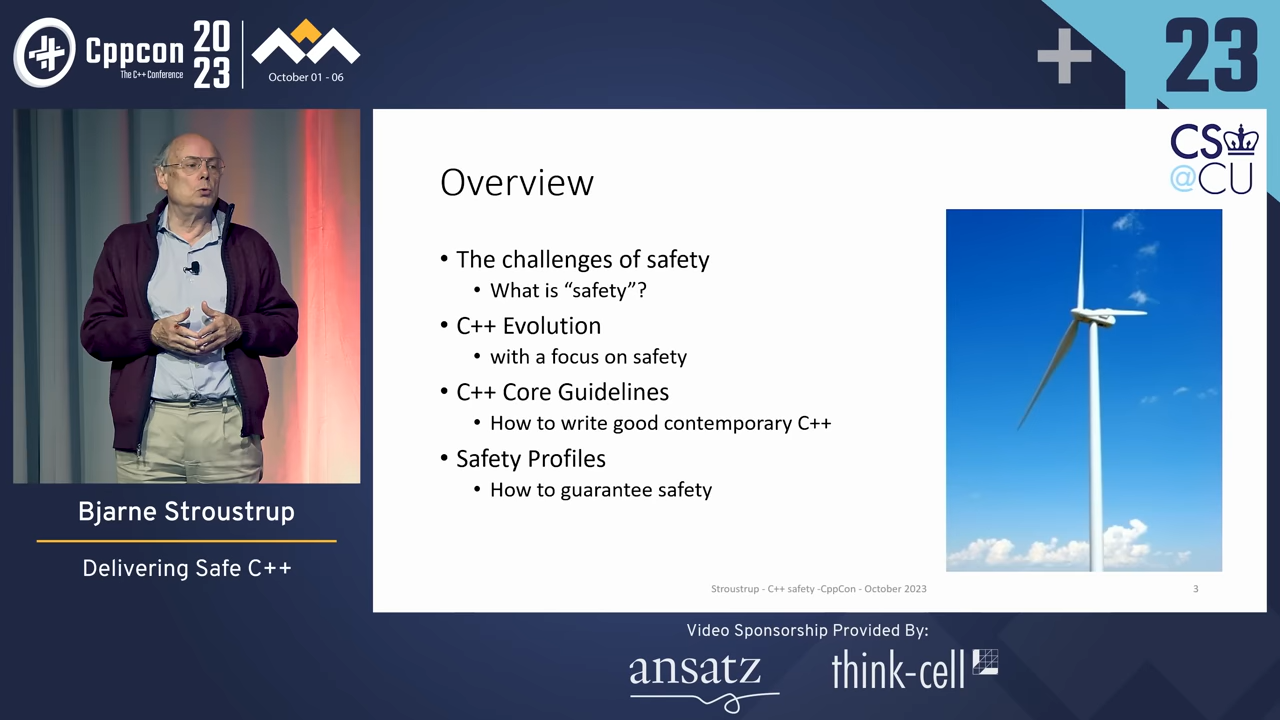 Cppcon
The C++ Conference
20
23
October 01 - 06
+
23
CS
@CU
Overview
• The challenges of safety
• What is “safety”?
• C++ Evolution
• with a focus on safety
• C++ Core Guidelines
• How to write good contemporary C++
• Safety Profiles
• How to guarantee safety
Stroustrup - C++ safety -CppCon - October 2023
3
Bjarne Stroustrup
Delivering Safe C++
Video Sponsorship Provided By:
ansatz
think-cell